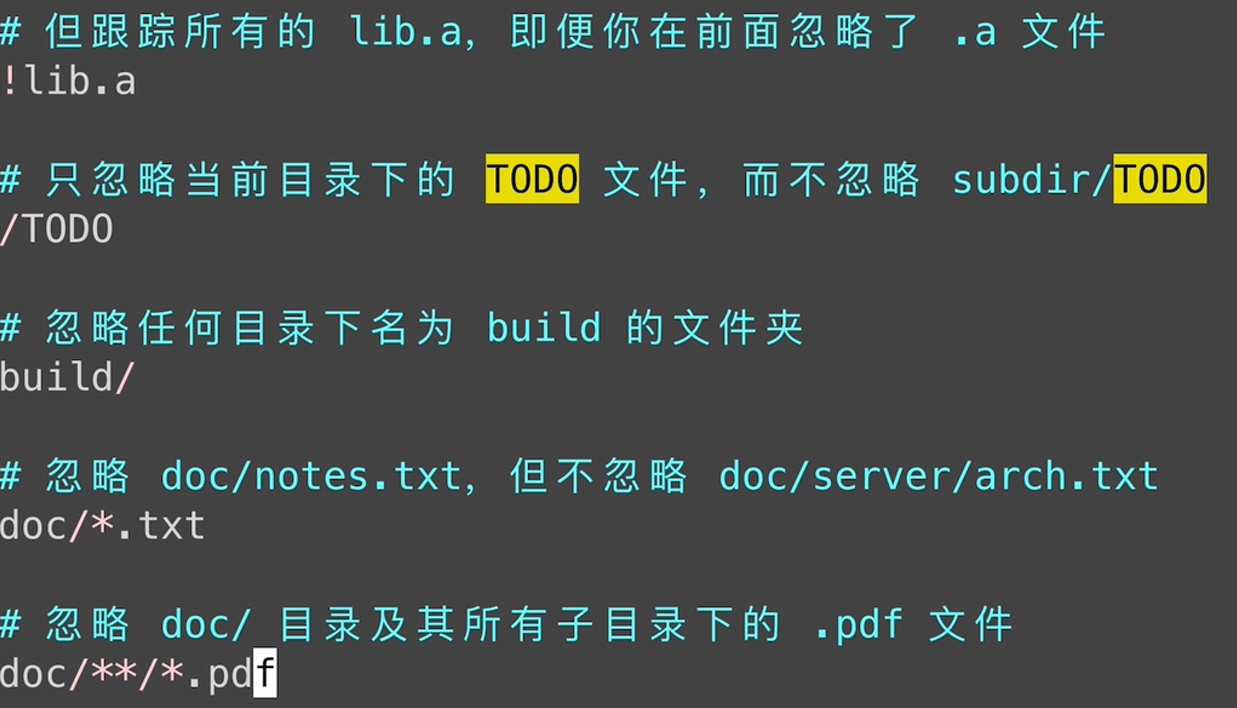 # 但跟踪所有的 lib.a，即便你在前面忽略了 .a 文件
!lib.a
# 只忽略当前目录下的 TODO 文件，而不忽略 subdir/TODO
/TODO
# 忽略任何目录下名为 build 的文件夹
build/
# 忽略 doc/notes.txt，但不忽略 doc/server/arch.txt
doc/*.txt
# 忽略 doc/ 目录及其所有子目录下的 .pdf 文件
doc/**/*.pdf